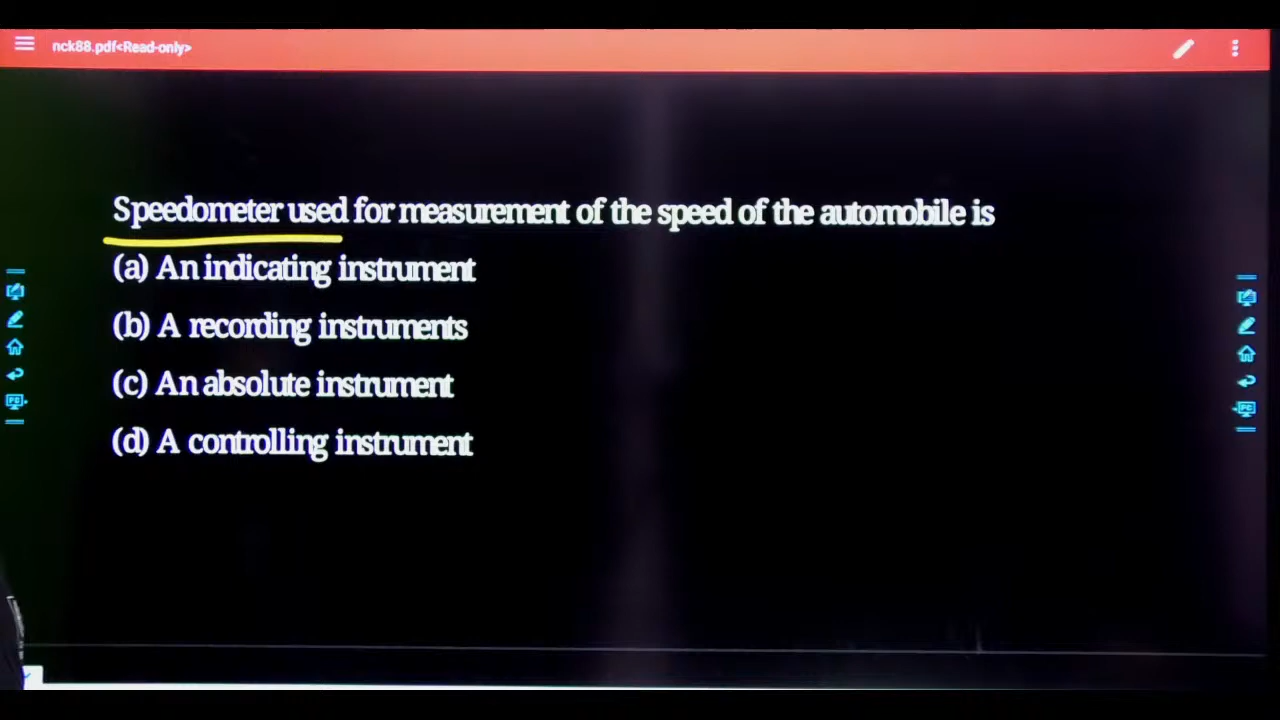 nck88.pdf<Read-only>
Speedometer used for measurement of the speed of the automobile is
(a) An indicating instrument
(b) A recording instruments
(c) An absolute instrument
(d) A controlling instrument